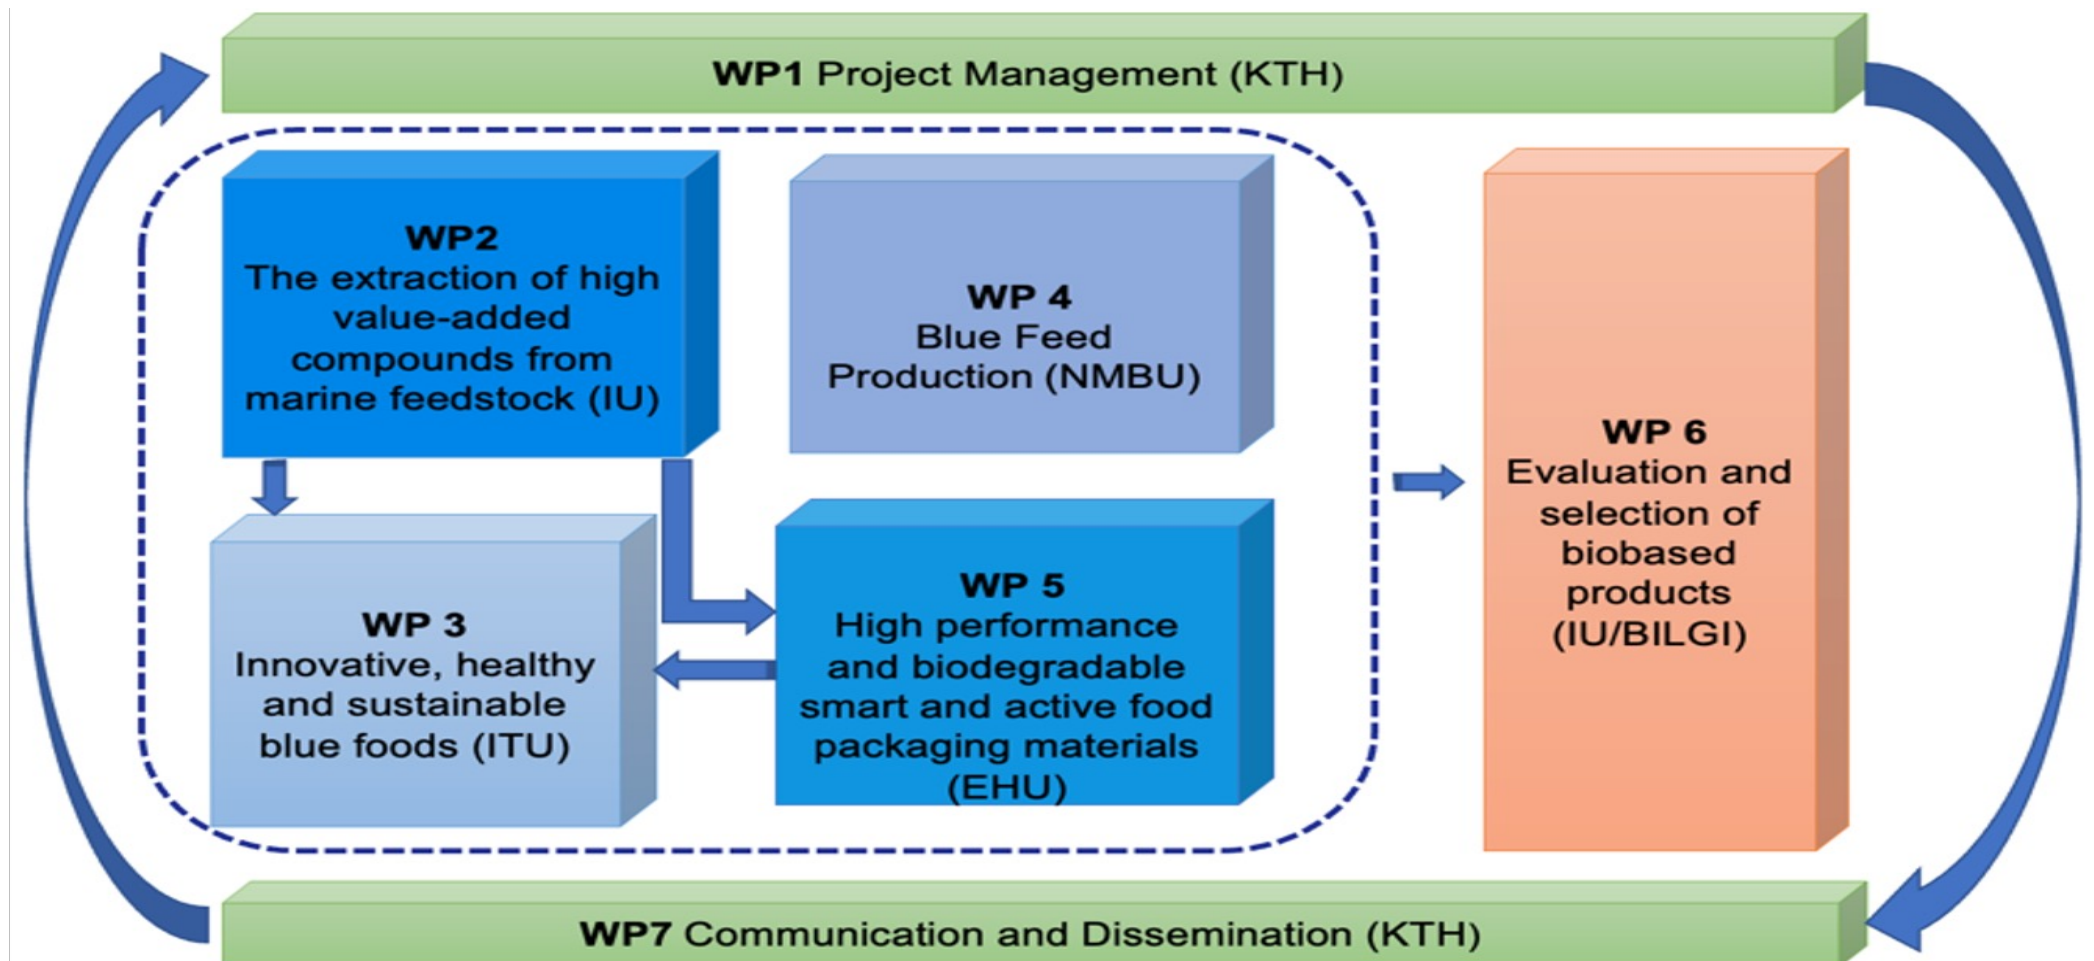 WP1 Project Management (KTH)
WP2
The extraction of high
value-added
compounds from
marine feedstock (IU)
WP 4
Blue Feed
Production (NMBU)
WP 3
Innovative, healthy
and sustainable
blue foods (ITU)
WP 5
High performance
and biodegradable
smart and active food
packaging materials
(EHU)
WP 6
Evaluation and
selection of
biobased
products
(IU/BILGI)
WP7 Communication and Dissemination (KTH)